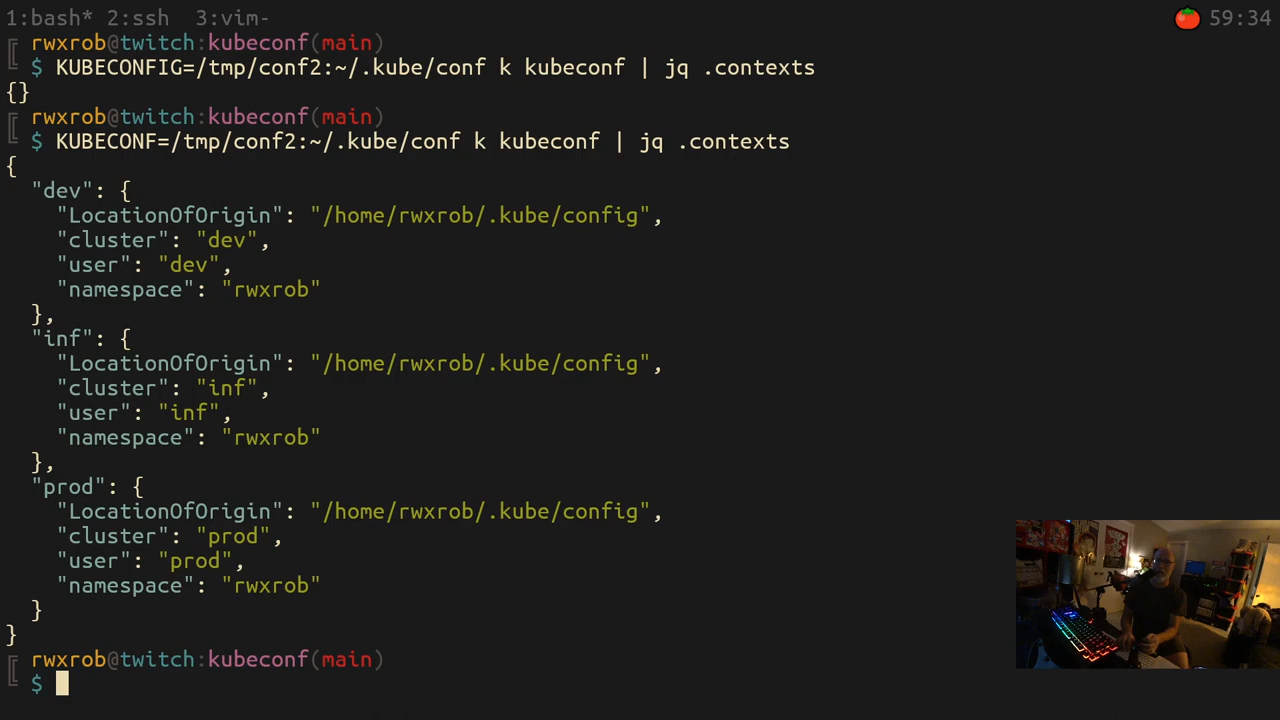 1:bash* 2:ssh  3:vim-
59:34
rwxrob@twitch:kubeconf(main)
$ KUBECONFIG=/tmp/conf2:~/.kube/conf k kubeconf | jq .contexts
{}
rwxrob@twitch:kubeconf(main)
$ KUBECONF=/tmp/conf2:~/.kube/conf k kubeconf | jq .contexts
{
  "dev": {
    "LocationOfOrigin": "/home/rwxrob/.kube/config",
    "cluster": "dev",
    "user": "dev",
    "namespace": "rwxrob"
  },
  "inf": {
    "LocationOfOrigin": "/home/rwxrob/.kube/config",
    "cluster": "inf",
    "user": "inf",
    "namespace": "rwxrob"
  },
  "prod": {
    "LocationOfOrigin": "/home/rwxrob/.kube/config",
    "cluster": "prod",
    "user": "prod",
    "namespace": "rwxrob"
  }
}
rwxrob@twitch:kubeconf(main)
$